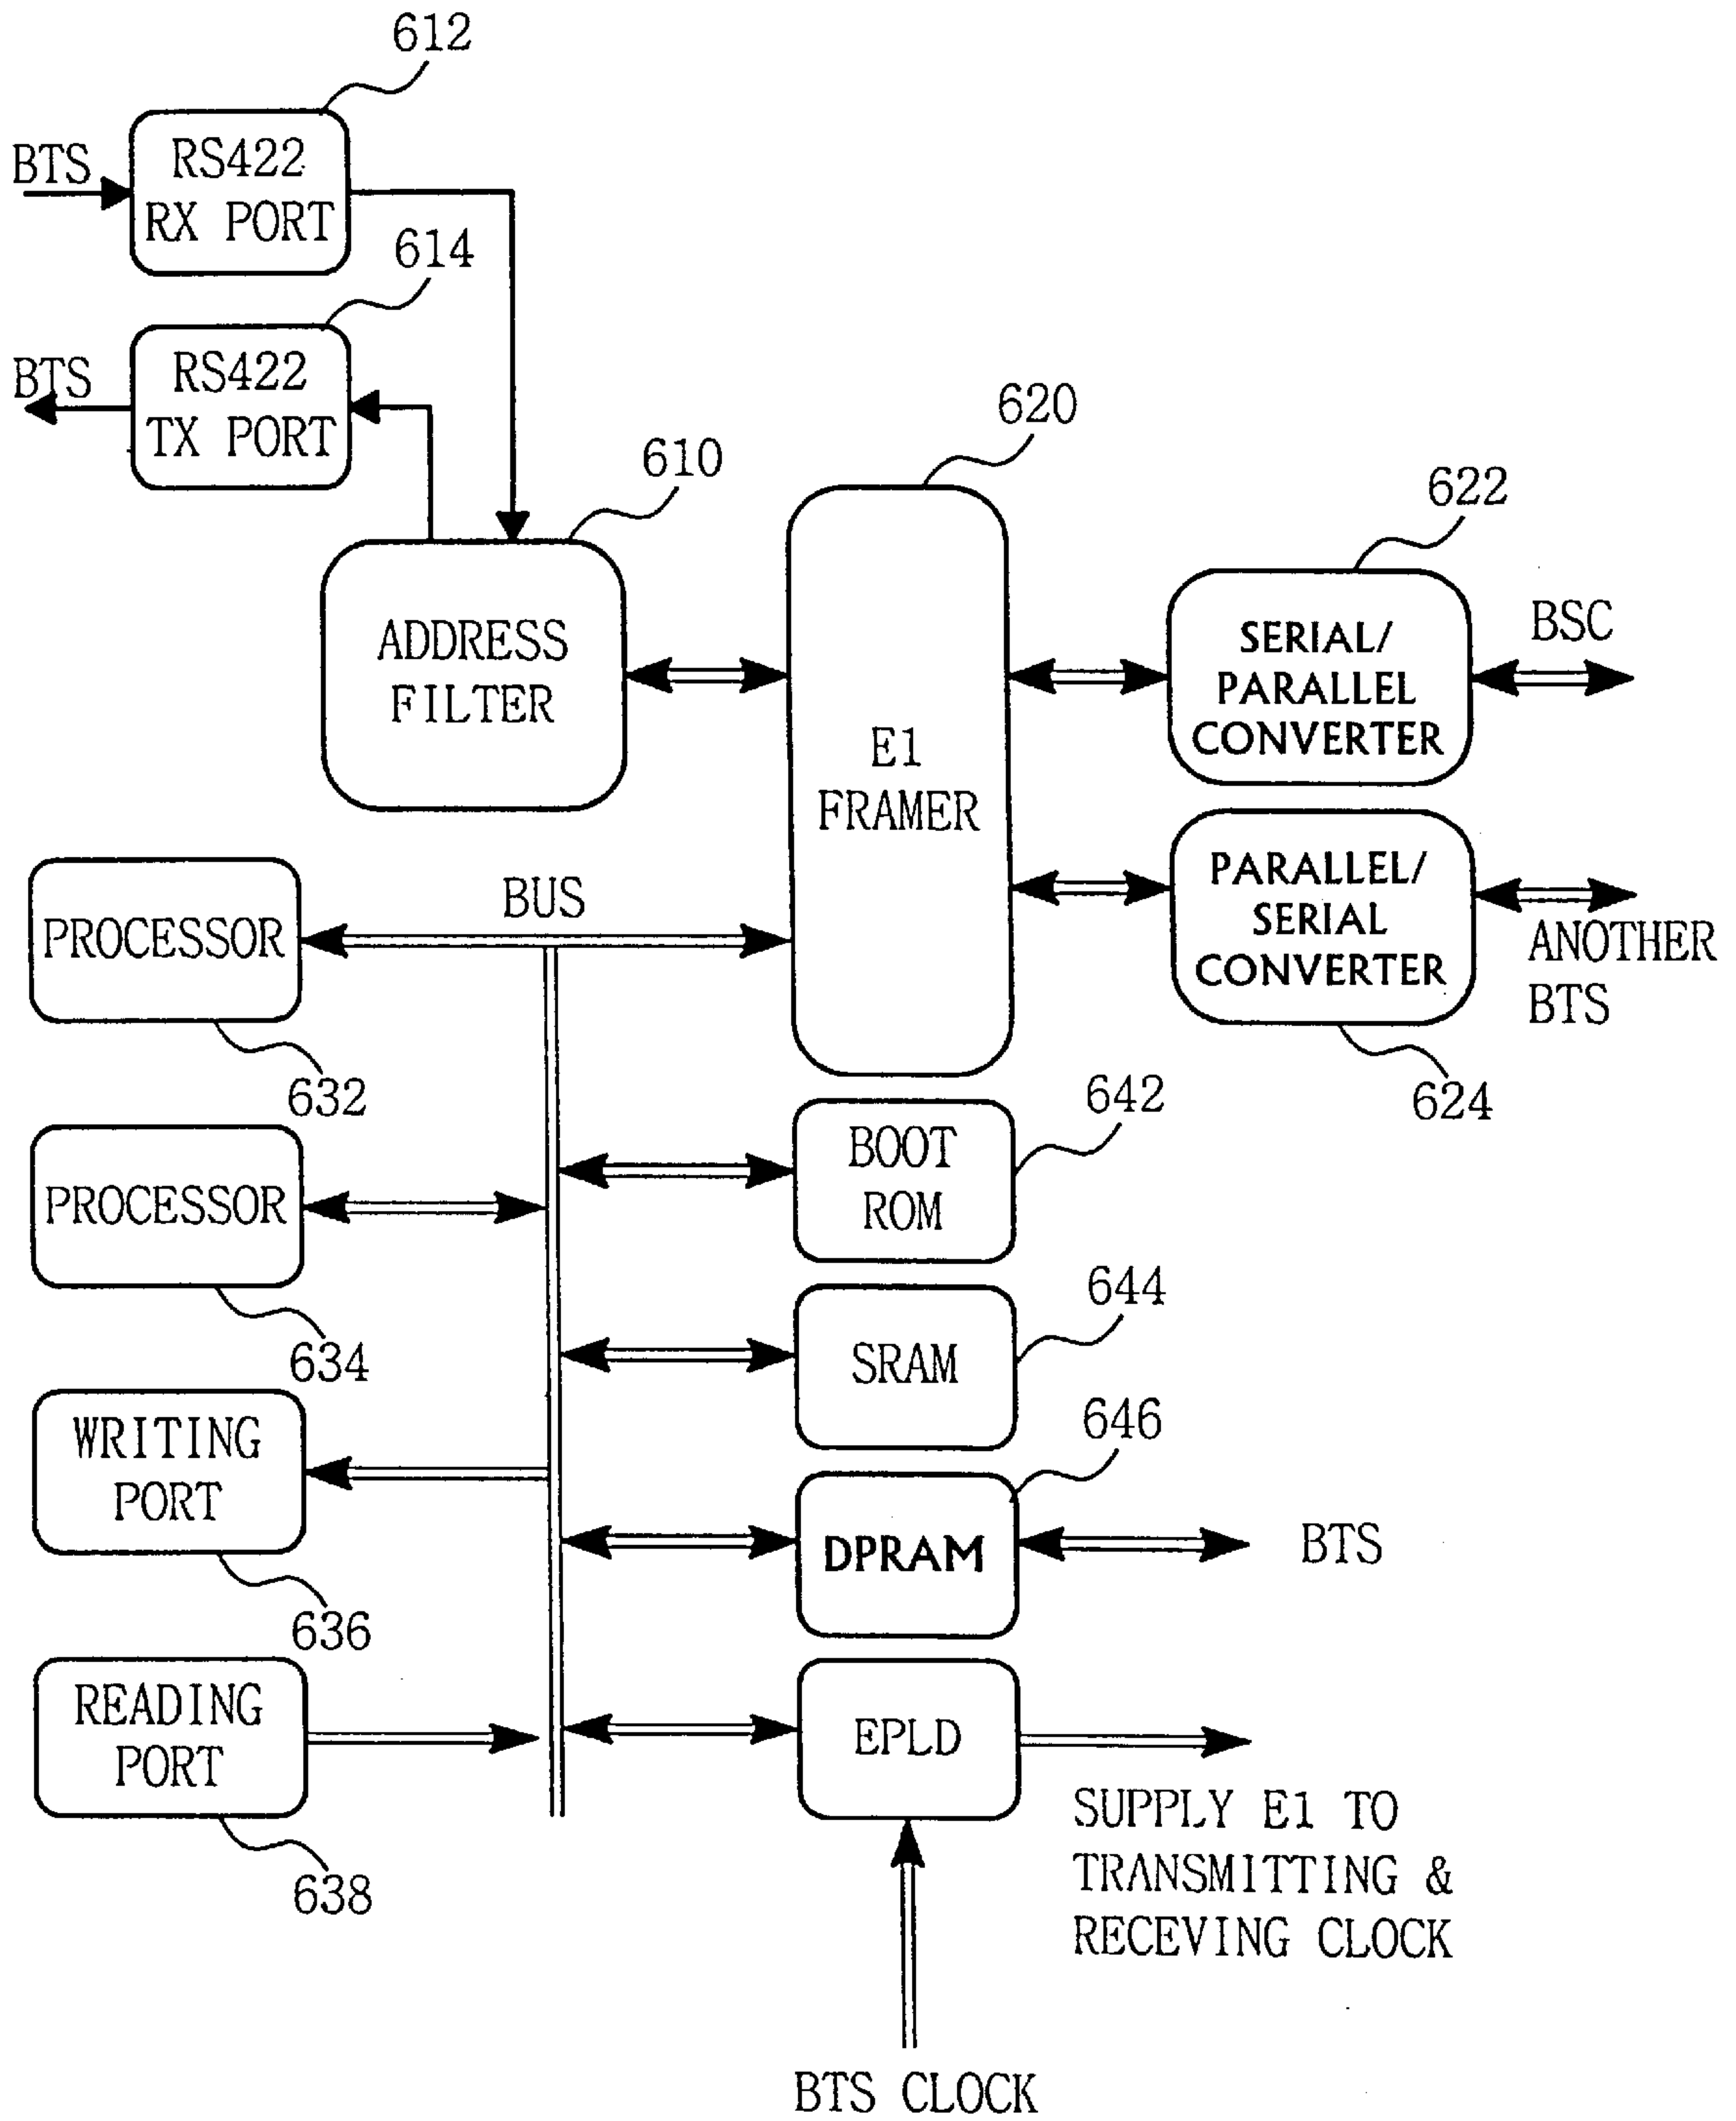 612
BTS
RS422
RX PORT
614
BTS
RS422
TX PORT
610
620
622
ADDRESS
FILTER
E1
FRAMER
SERIAL/
PARALLEL
CONVERTER
BSC
PARALLEL/
SERIAL
CONVERTER
ANOTHER
BTS
624
PROCESSOR
BUS
632
642
BOOT
ROM
PROCESSOR
634
644
SRAM
WRITING
PORT
636
646
DPRAM
BTS
READING
PORT
638
EPLD
SUPPLY E1 TO
TRANSMITTING &
RECEVING CLOCK
BTS CLOCK